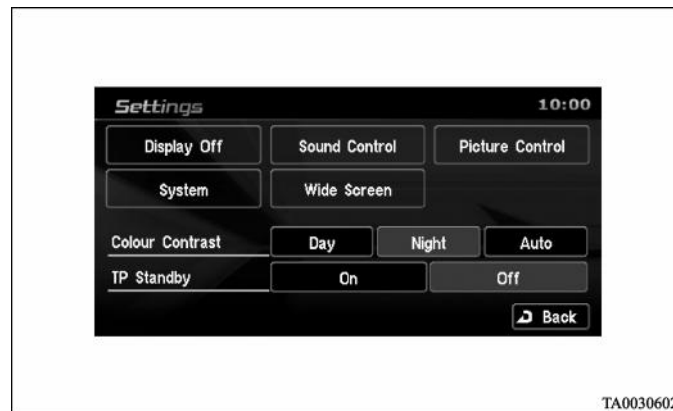 Settings 10:00
Display Off Sound Control Picture Control
System Wide Screen
Colour Contrast Day Night Auto
TP Standby On Off
Back
TA0030602